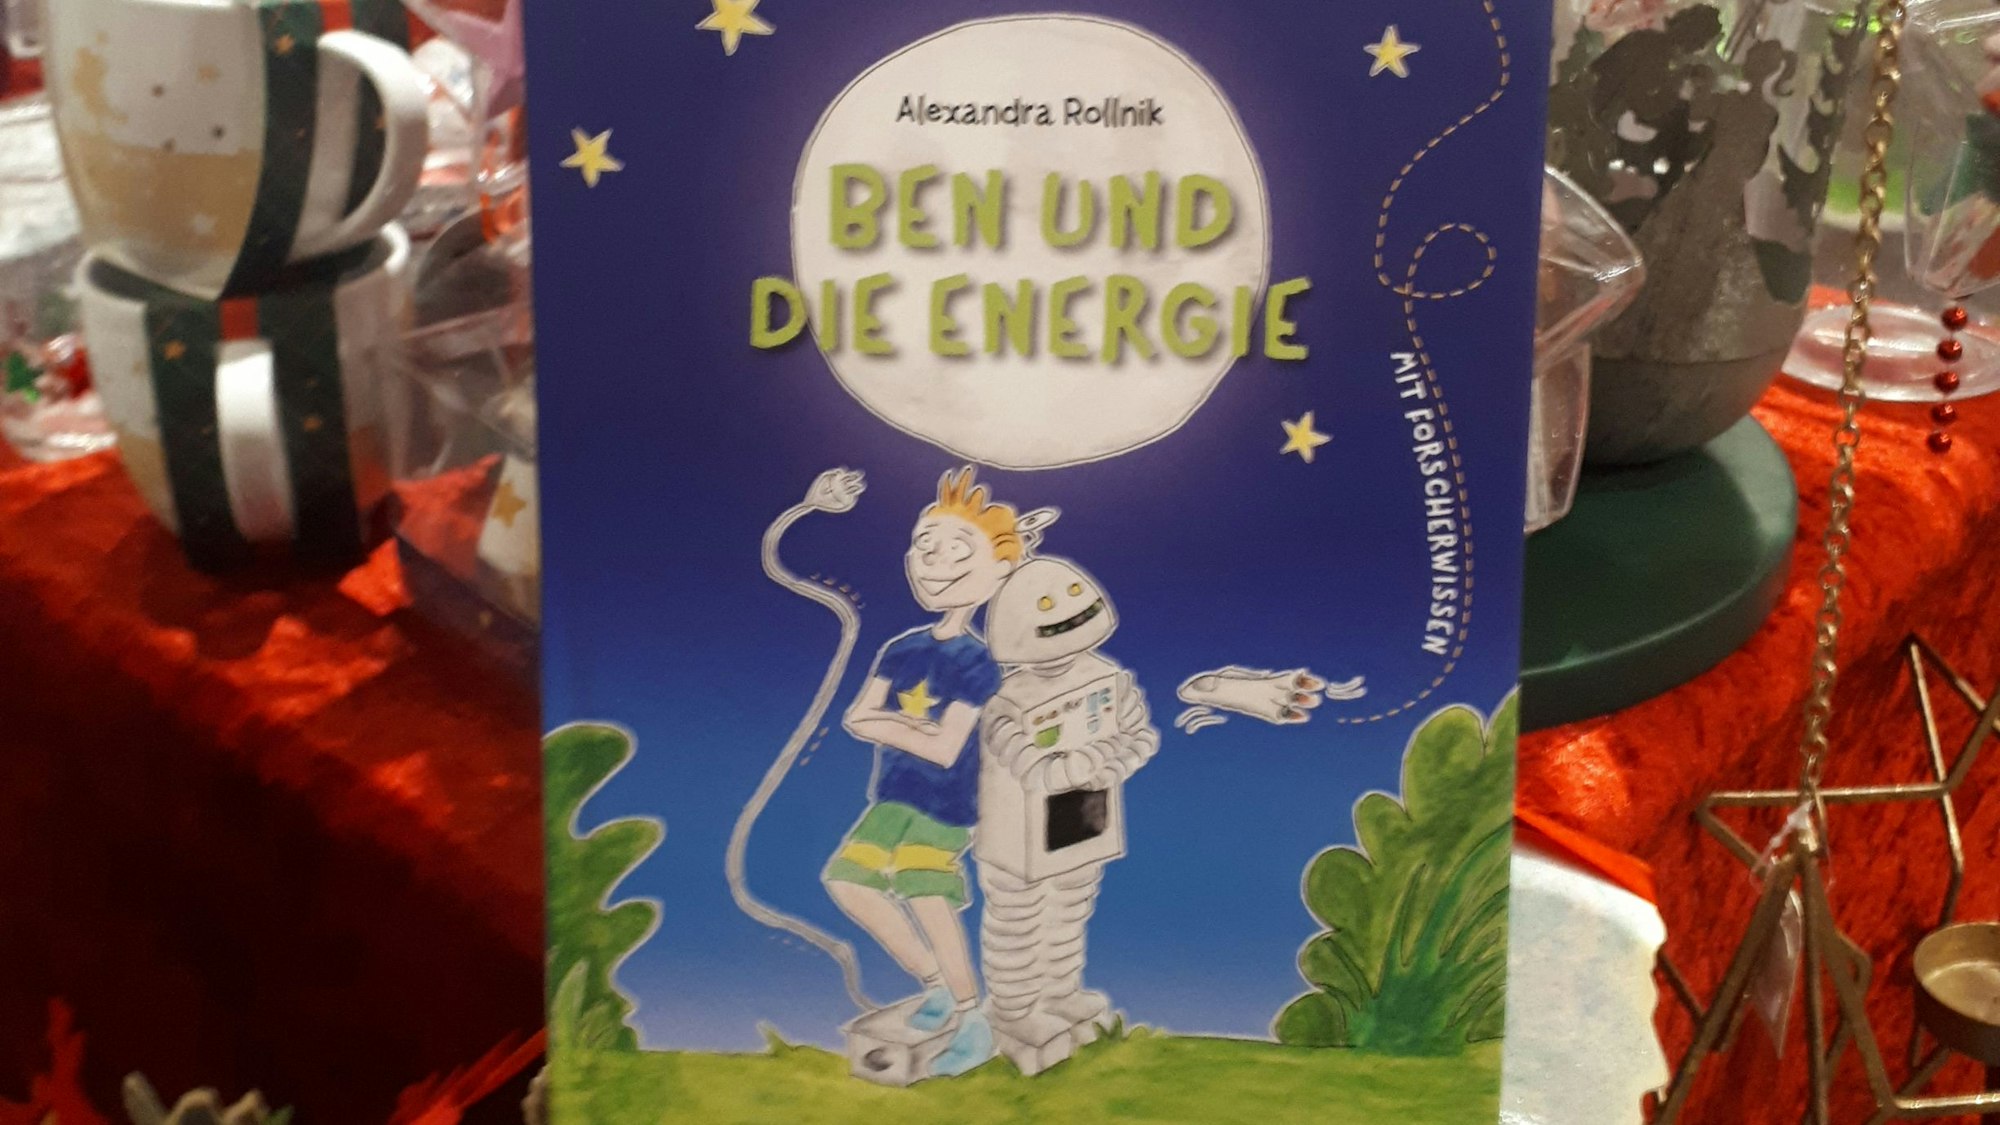 Alexandra Rollnik
BEN UND
DIE ENERGIE
MIT FORSCHERWISSEN